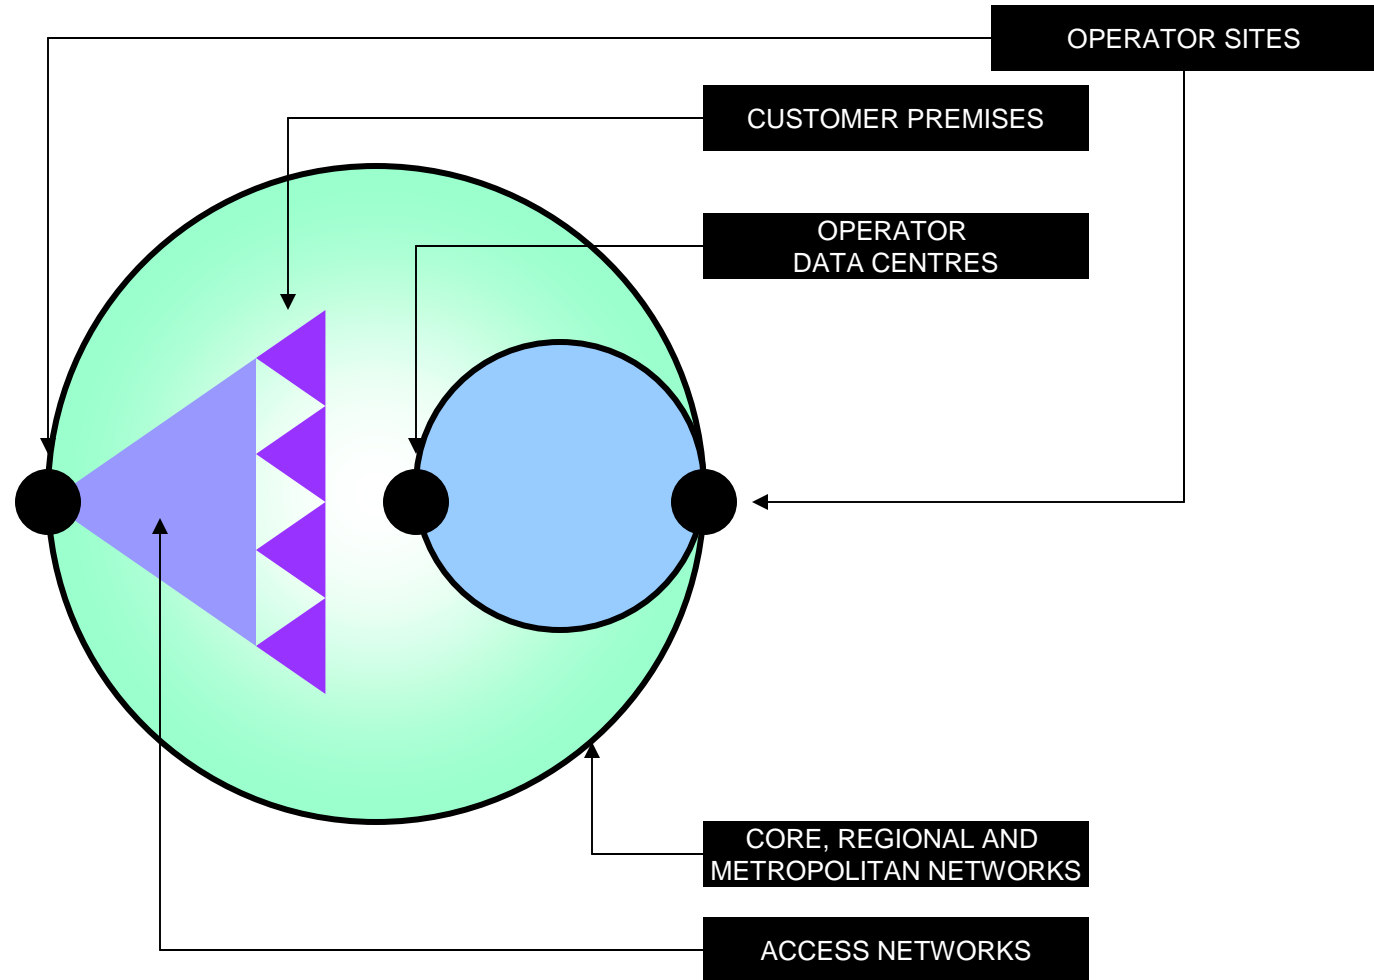 OPERATOR SITES
CUSTOMER PREMISES
OPERATOR
DATA CENTRES
CORE, REGIONAL AND
METROPOLITAN NETWORKS
ACCESS NETWORKS